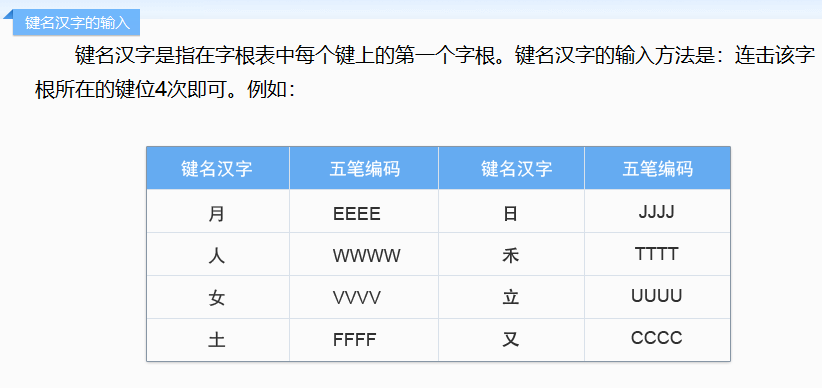 键名汉字的输入
键名汉字是指在字根表中每个键上的第一个字根。键名汉字的输入方法是：连击该字
根所在的键位4次即可。例如：
键名汉字 五笔编码 键名汉字 五笔编码
月 EEEE 日 JJJJ
人 WWWW 禾 TTTT
女 VVVV 立 UUUU
土 FFFF 又 CCCC